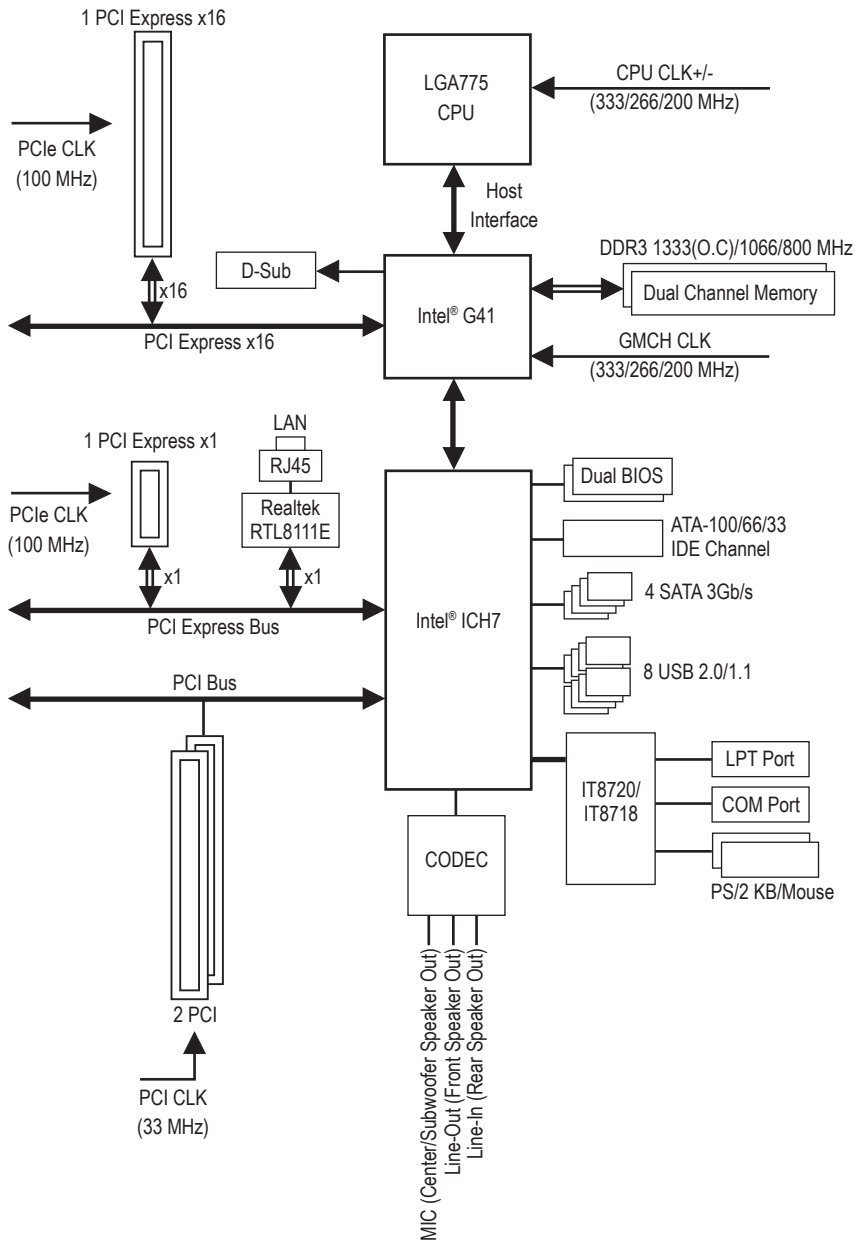 1 PCI Express x16
PCIe CLK
(100 MHz)
x16
PCI Express x16
LGA775
CPU
CPU CLK+/-
(333/266/200 MHz)
Host
Interface
D-Sub
Intel® G41
DDR3 1333(O.C)/1066/800 MHz
Dual Channel Memory
GMCH CLK
(333/266/200 MHz)
1 PCI Express x1
PCIe CLK
(100 MHz)
x1
LAN
RJ45
Realtek
RTL8111E
x1
PCI Express Bus
PCI Bus
Intel® ICH7
Dual BIOS
ATA-100/66/33
IDE Channel
4 SATA 3Gb/s
8 USB 2.0/1.1
IT8720/
IT8718
LPT Port
COM Port
PS/2 KB/Mouse
CODEC
MIC (Center/Subwoofer Speaker Out)
Line-Out (Front Speaker Out)
Line-In (Rear Speaker Out)
2 PCI
PCI CLK
(33 MHz)